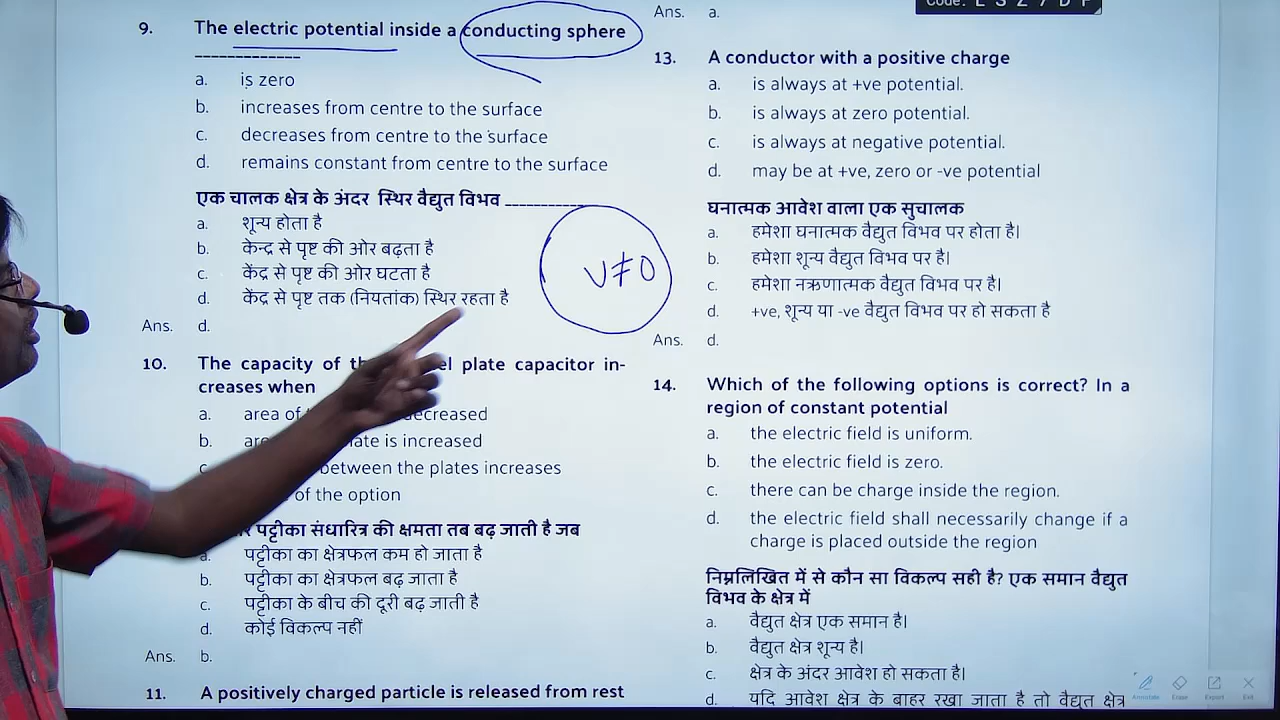 9. The electric potential inside a conducting sphere
_____________
a. is zero
b. increases from centre to the surface
c. decreases from centre to the surface
d. remains constant from centre to the surface
एक चालक क्षेत्र के अंदर स्थिर वैद्युत विभव __________
a. शून्य होता है
b. केन्द्र से पृष्ट की ओर बढ़ता है
c. केंद्र से पृष्ट की ओर घटता है
d. केंद्र से पृष्ट तक (नियतांक) स्थिर रहता है
V≠0
Ans. d.
10. The capacity of plate capacitor in-
creases when
a. area of decreased
b. is increased
c. between the plates increases
of the option
पट्टीका संधारित्र की क्षमता तब बढ़ जाती है जब
a. पट्टीका का क्षेत्रफल कम हो जाता है
b. पट्टीका का क्षेत्रफल बढ़ जाता है
c. पट्टीका के बीच की दूरी बढ़ जाती है
d. कोई विकल्प नहीं
Ans. b.
11. A positively charged particle is released from rest
Ans. a.
13. A conductor with a positive charge
a. is always at +ve potential.
b. is always at zero potential.
c. is always at negative potential.
d. may be at +ve, zero or -ve potential
घनात्मक आवेश वाला एक सुचालक
a. हमेशा घनात्मक वैद्युत विभव पर होता है।
b. हमेशा शून्य वैद्युत विभव पर है।
c. हमेशा नऋणात्मक वैद्युत विभव पर है।
d. +ve, शून्य या -ve वैद्युत विभव पर हो सकता है
Ans. d.
14. Which of the following options is correct? In a
region of constant potential
a. the electric field is uniform.
b. the electric field is zero.
c. there can be charge inside the region.
d. the electric field shall necessarily change if a
charge is placed outside the region
निम्नलिखित में से कौन सा विकल्प सही है? एक समान वैद्युत
विभव के क्षेत्र में
a. वैद्युत क्षेत्र एक समान है।
b. वैद्युत क्षेत्र शून्य है।
c. क्षेत्र के अंदर आवेश हो सकता है।
d. यदि आवेश क्षेत्र के बाहर रखा जाता है तो वैद्युत क्षेत्र
Annotate Erase Export Exit